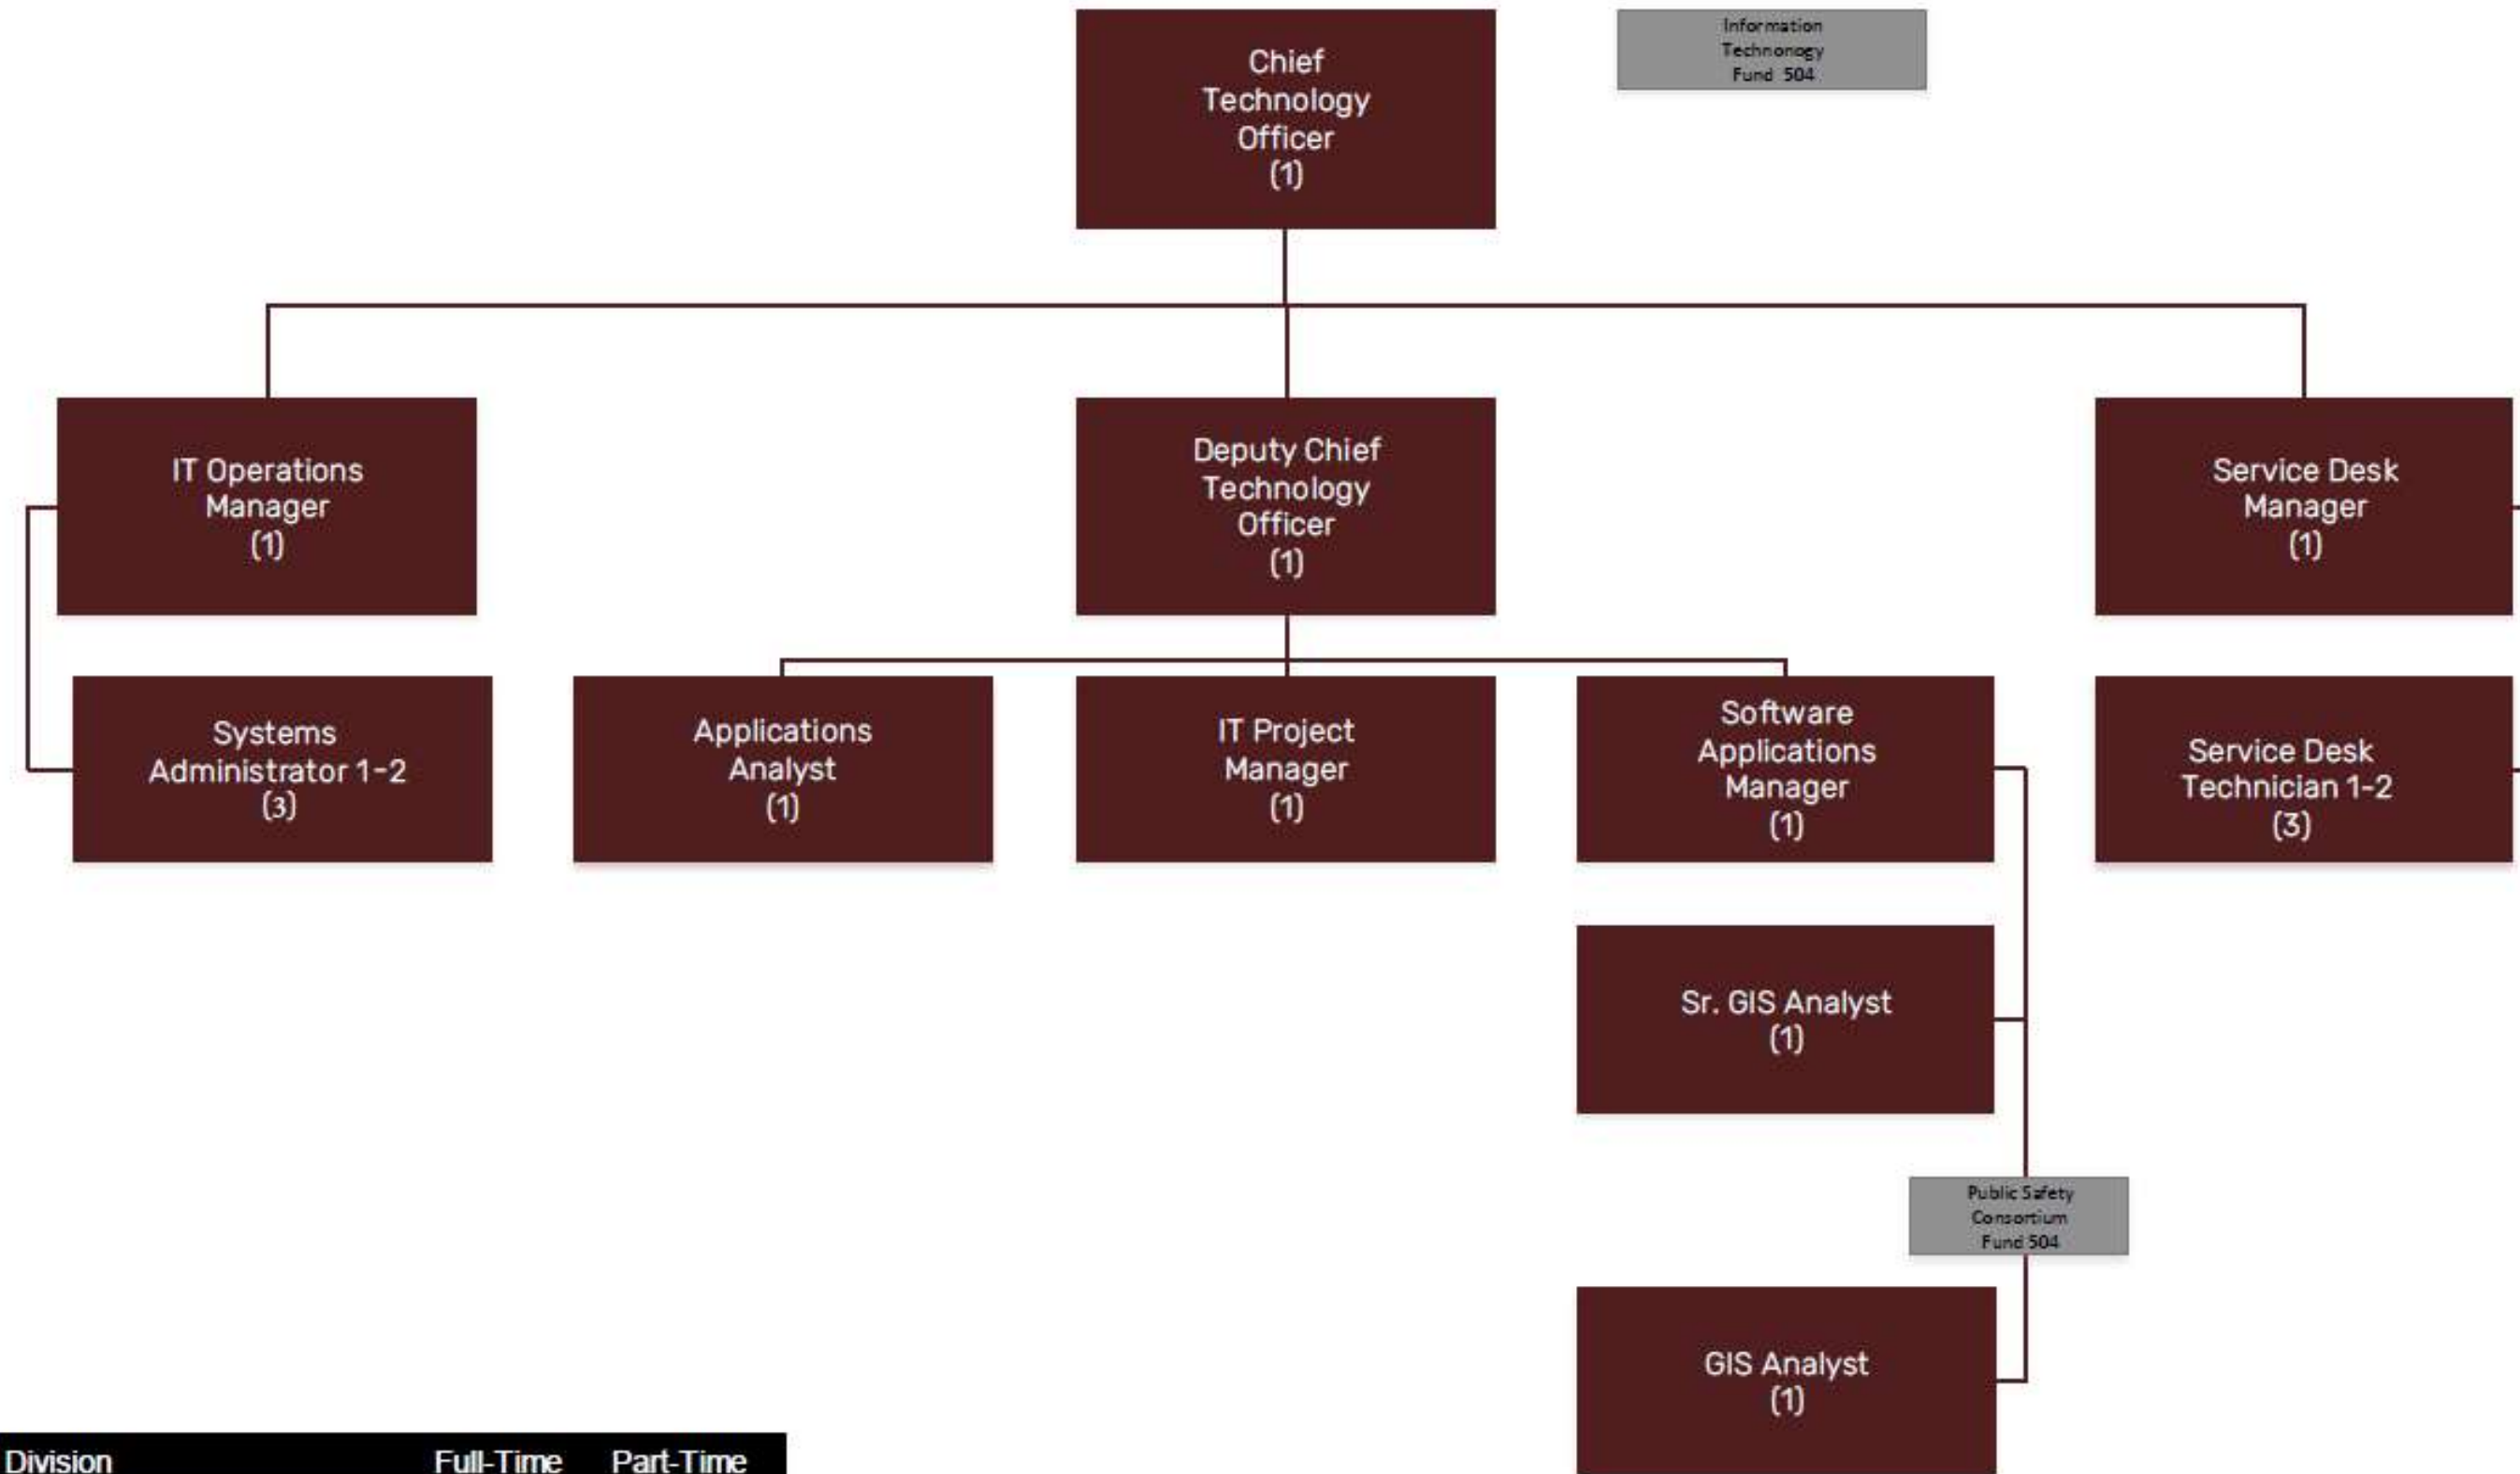 Chief
Technology
Officer
(1)
Information
Technonogy
Fund 504
IT Operations
Manager
(1)
Deputy Chief
Technology
Officer
(1)
Service Desk
Manager
(1)
Systems
Administrator 1-2
(3)
Applications
Analyst
(1)
IT Project
Manager
(1)
Software
Applications
Manager
(1)
Service Desk
Technician 1-2
(3)
Sr. GIS Analyst
(1)
Public Safety
Consortium
Fund 504
GIS Analyst
(1)
Division Full-Time Part-Time